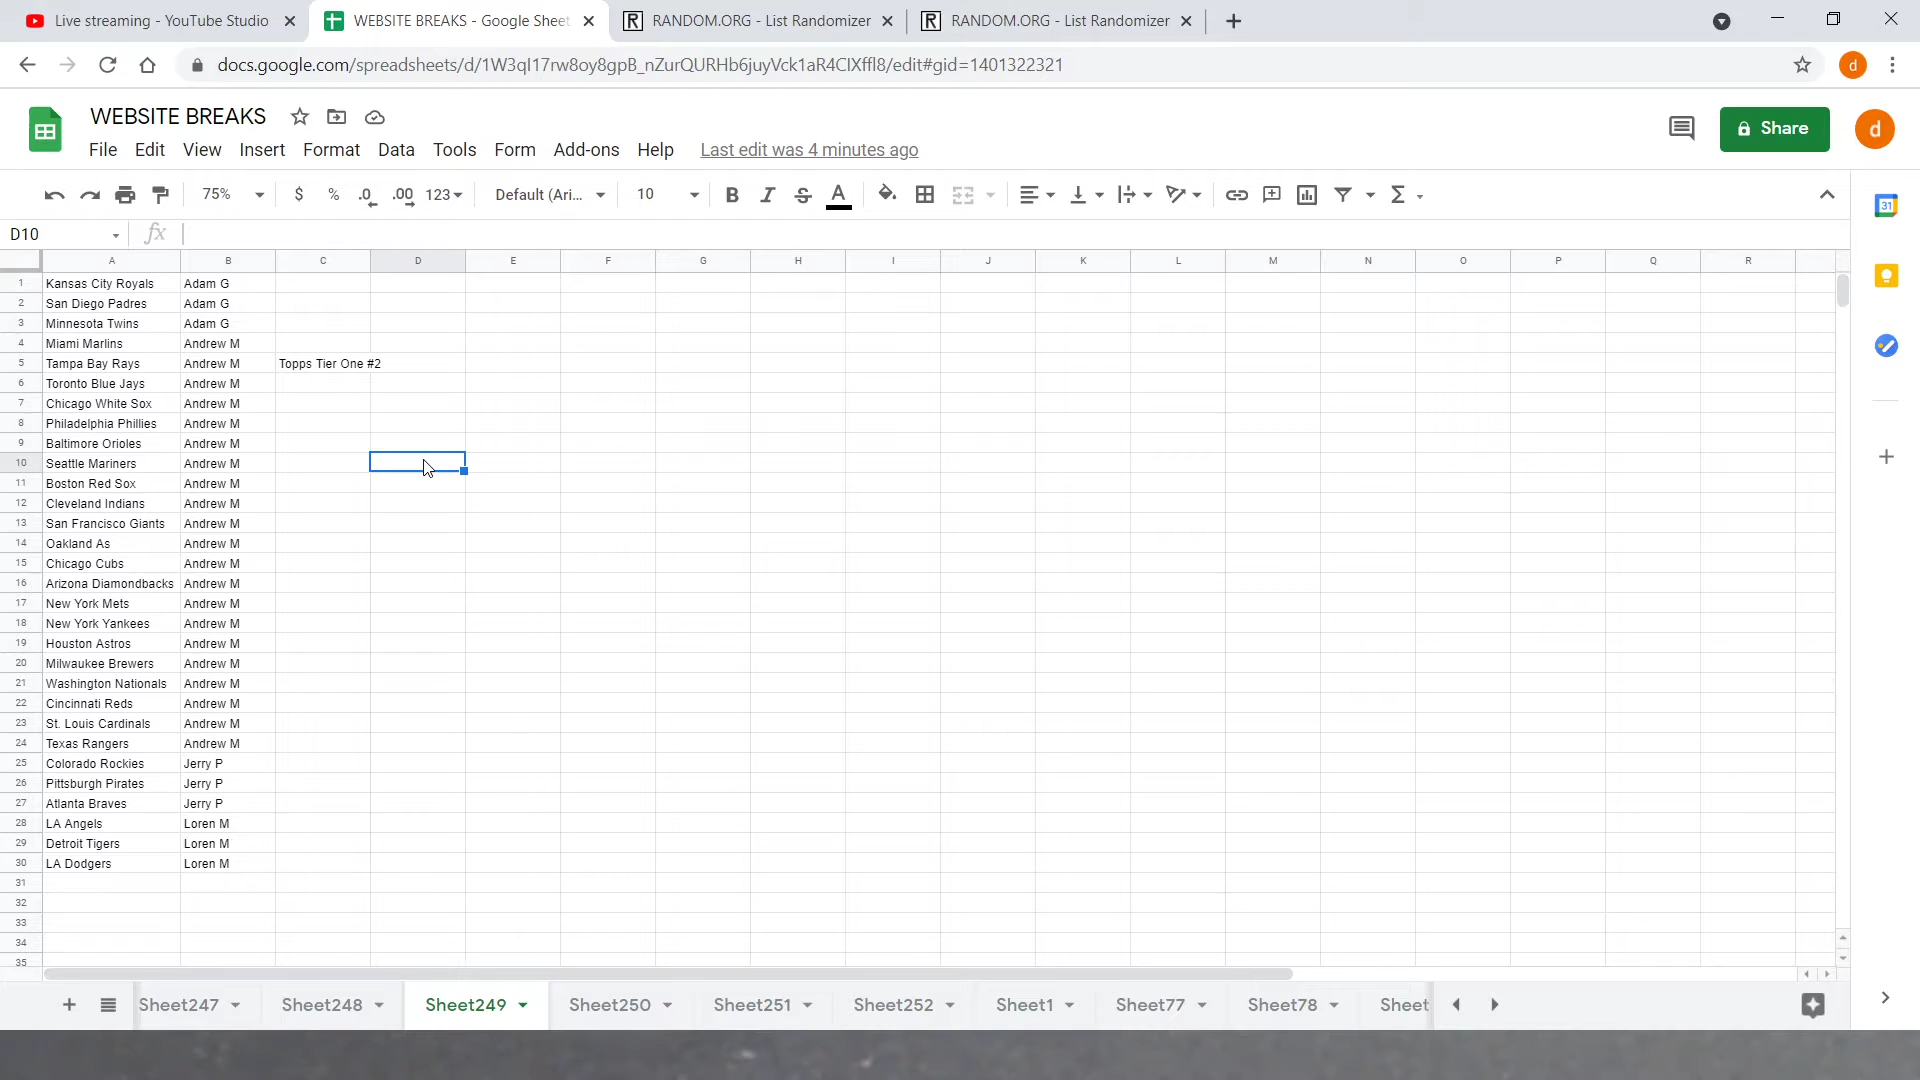 Live streaming - YouTube Studio
WEBSITE BREAKS - Google Sheet
RANDOM.ORG - List Randomizer
RANDOM.ORG - List Randomizer
docs.google.com/spreadsheets/d/1W3qI17rw8oy8gpB_nZurQURHb6juyVck1aR4CIXffl8/edit#gid=1401322321
d
WEBSITE BREAKS
Share
d
File Edit View Insert Format Data Tools Form Add-ons Help Last edit was 4 minutes ago
75% $ % .0 .00 123 Default (Ari... 10 B I S A Σ
31
D10 fx
A B C D E F G H I J K L M N O P Q R
1 Kansas City Royals Adam G
2 San Diego Padres Adam G
3 Minnesota Twins Adam G
4 Miami Marlins Andrew M
5 Tampa Bay Rays Andrew M Topps Tier One #2
6 Toronto Blue Jays Andrew M
7 Chicago White Sox Andrew M
8 Philadelphia Phillies Andrew M
9 Baltimore Orioles Andrew M
10 Seattle Mariners Andrew M
11 Boston Red Sox Andrew M
12 Cleveland Indians Andrew M
13 San Francisco Giants Andrew M
14 Oakland As Andrew M
15 Chicago Cubs Andrew M
16 Arizona Diamondbacks Andrew M
17 New York Mets Andrew M
18 New York Yankees Andrew M
19 Houston Astros Andrew M
20 Milwaukee Brewers Andrew M
21 Washington Nationals Andrew M
22 Cincinnati Reds Andrew M
23 St. Louis Cardinals Andrew M
24 Texas Rangers Andrew M
25 Colorado Rockies Jerry P
26 Pittsburgh Pirates Jerry P
27 Atlanta Braves Jerry P
28 LA Angels Loren M
29 Detroit Tigers Loren M
30 LA Dodgers Loren M
31
32
33
34
35
Sheet247 Sheet248 Sheet249 Sheet250 Sheet251 Sheet252 Sheet1 Sheet77 Sheet78 Sheet